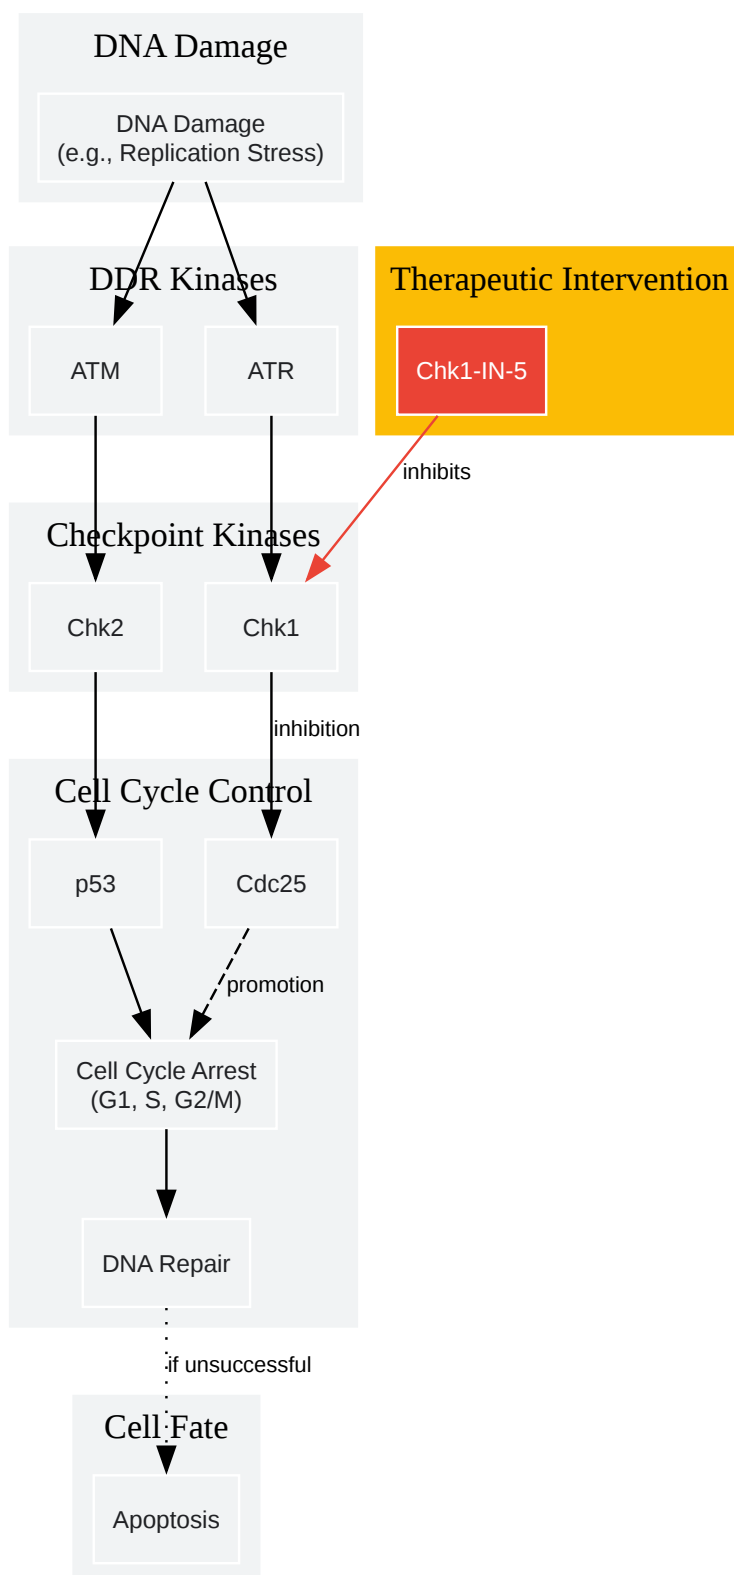 DNA Damage
DNA Damage
(e.g., Replication Stress)
DDR Kinases
Therapeutic Intervention
ATM
ATR
Chk1-IN-5
inhibits
Checkpoint Kinases
Chk2
Chk1
inhibition
Cell Cycle Control
p53
Cdc25
promotion
Cell Cycle Arrest
(G1, S, G2/M)
DNA Repair
if unsuccessful
Cell Fate
Apoptosis